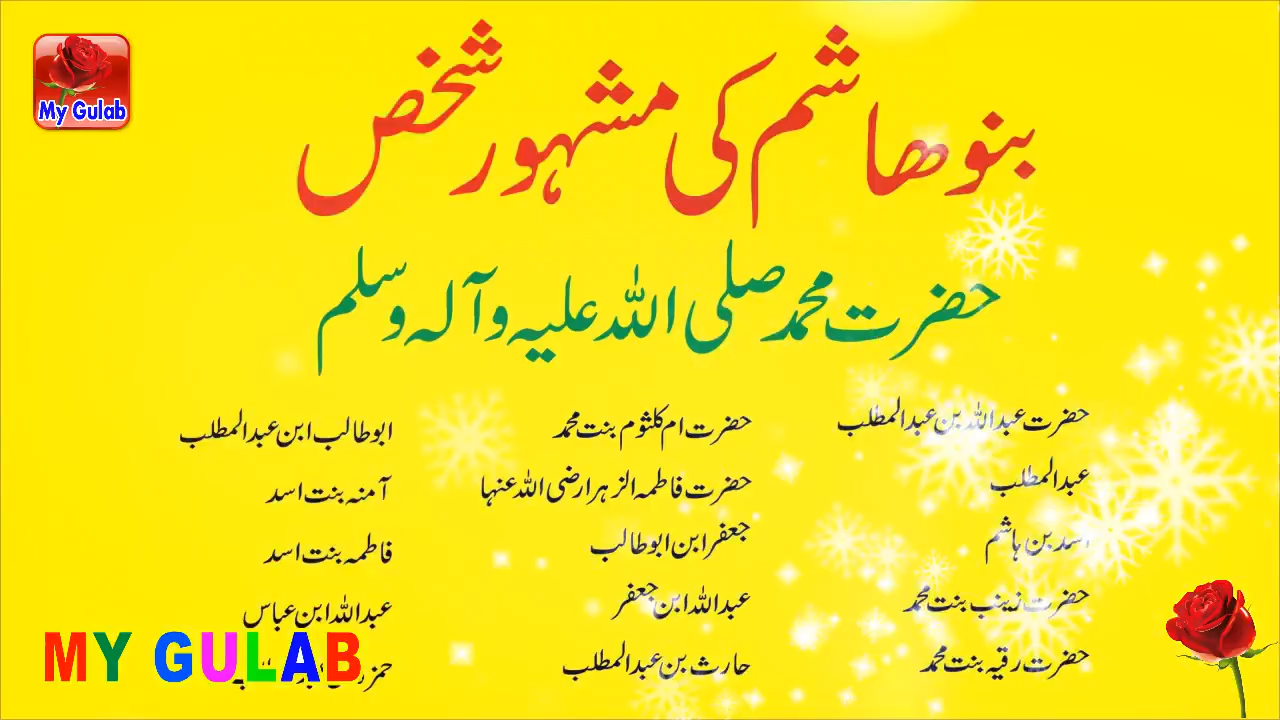 My Gulab
بنوھاشم کی مشہور شخص
حضرت محمد صلی اللہ علیہ وآلہ وسلم
حضرت عبداللہ بن عبدالمطلب
عبدالمطلب
اسد بن ہاشم
حضرت زینب بنت محمد
حضرت رقیہ بنت محمد
حضرت ام کلثوم بنت محمد
حضرت فاطمہ الزہرا رضی اللہ عنہا
جعفر ابن ابو طالب
عبداللہ ابن جعفر
حارث بن عبدالمطلب
ابو طالب ابن عبدالمطلب
آمنہ بنت اسد
فاطمہ بنت اسد
عبداللہ ابن عباس
MY GULAB